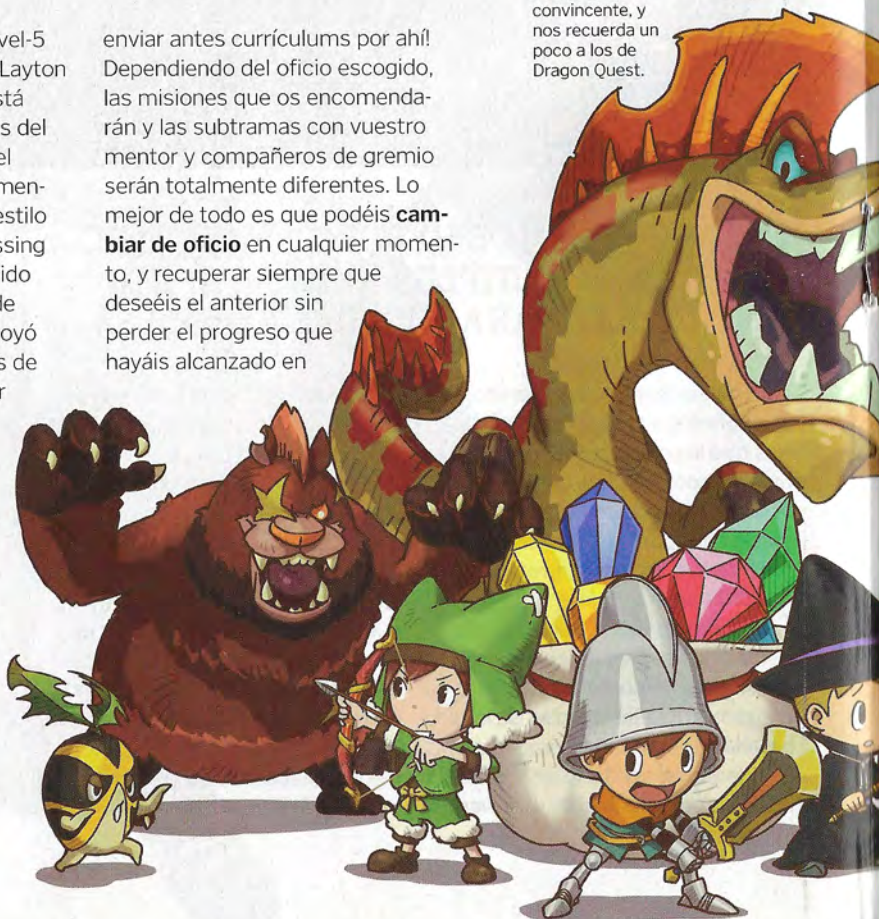 vel-5
Layton
stá
s del
el
men-
estilo
ssing
ido
de
oyó
s de
r
enviar antes currículums por ahí!
Dependiendo del oficio escogido,
las misiones que os encomenda-
rán y las subtramas con vuestro
mentor y compañeros de gremio
serán totalmente diferentes. Lo
mejor de todo es que podéis cam-
biar de oficio en cualquier momen-
to, y recuperar siempre que
deseéis el anterior sin
perder el progreso que
hayáis alcanzado en
convincente, y
nos recuerda un
poco a los de
Dragon Quest.